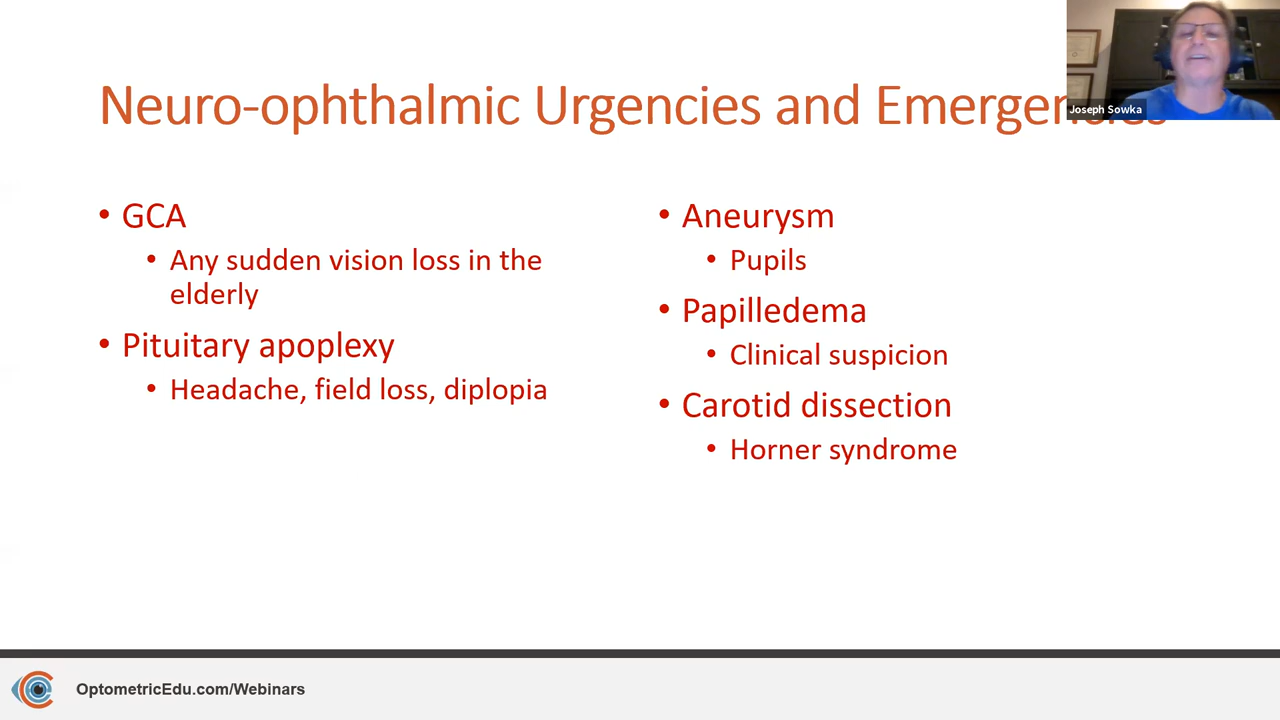 Neuro-ophthalmic Urgencies and Emergencies
Joseph Sowka
• GCA
• Any sudden vision loss in the
elderly
• Pituitary apoplexy
• Headache, field loss, diplopia
• Aneurysm
• Pupils
• Papilledema
• Clinical suspicion
• Carotid dissection
• Horner syndrome
OptometricEdu.com/Webinars